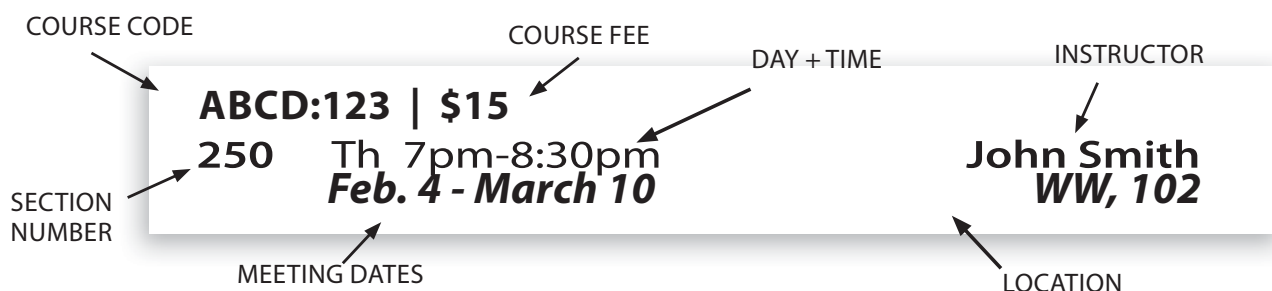 COURSE CODE
COURSE FEE
DAY + TIME
INSTRUCTOR
ABCD:123 | $15
250 Th 7pm-8:30pm John Smith
Feb. 4 - March 10 WW, 102
SECTION
NUMBER
MEETING DATES
LOCATION